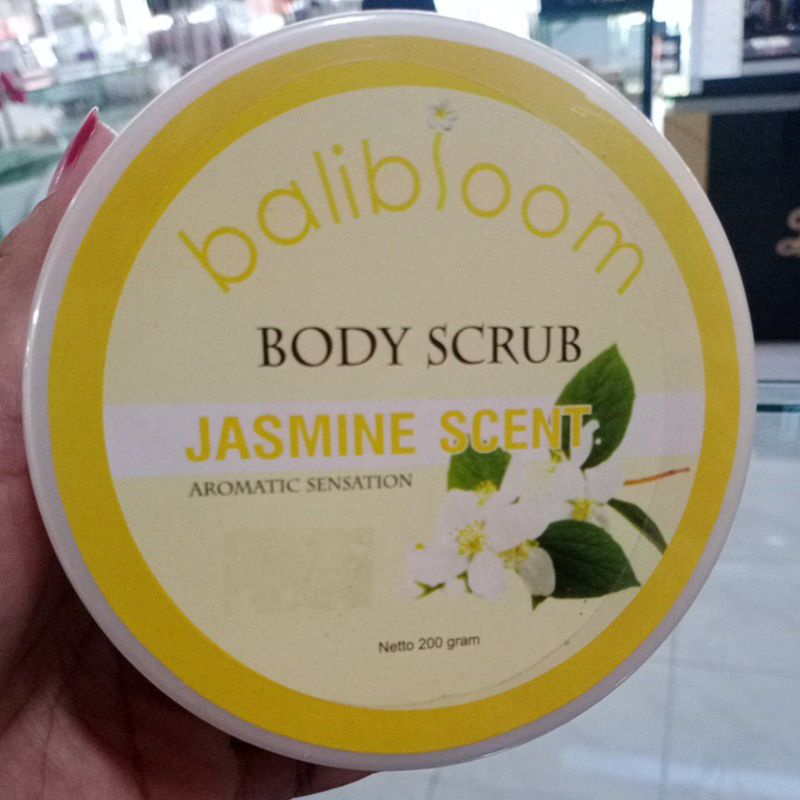 balibloom
BODY SCRUB
JASMINE SCENT
AROMATIC SENSATION
Netto 200 gram